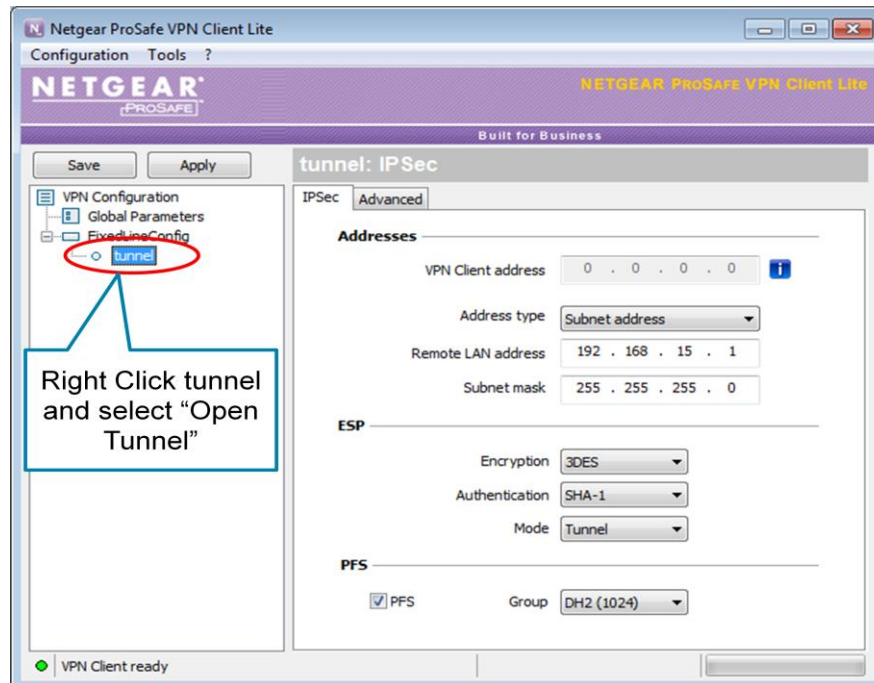 Netgear ProSafe VPN Client Lite
Configuration Tools ?
NETGEAR®
PROSAFE
NETGEAR PROSAFE VPN Client Lite
Built for Business
Save Apply
tunnel: IPSec
VPN Configuration
Global Parameters
FixedLineConfig
tunnel
Right Click tunnel
and select “Open
Tunnel”
IPSec Advanced
Addresses
VPN Client address 0 . 0 . 0 . 0
Address type Subnet address
Remote LAN address 192 . 168 . 15 . 1
Subnet mask 255 . 255 . 255 . 0
ESP
Encryption 3DES
Authentication SHA-1
Mode Tunnel
PFS
PFS Group DH2 (1024)
VPN Client ready